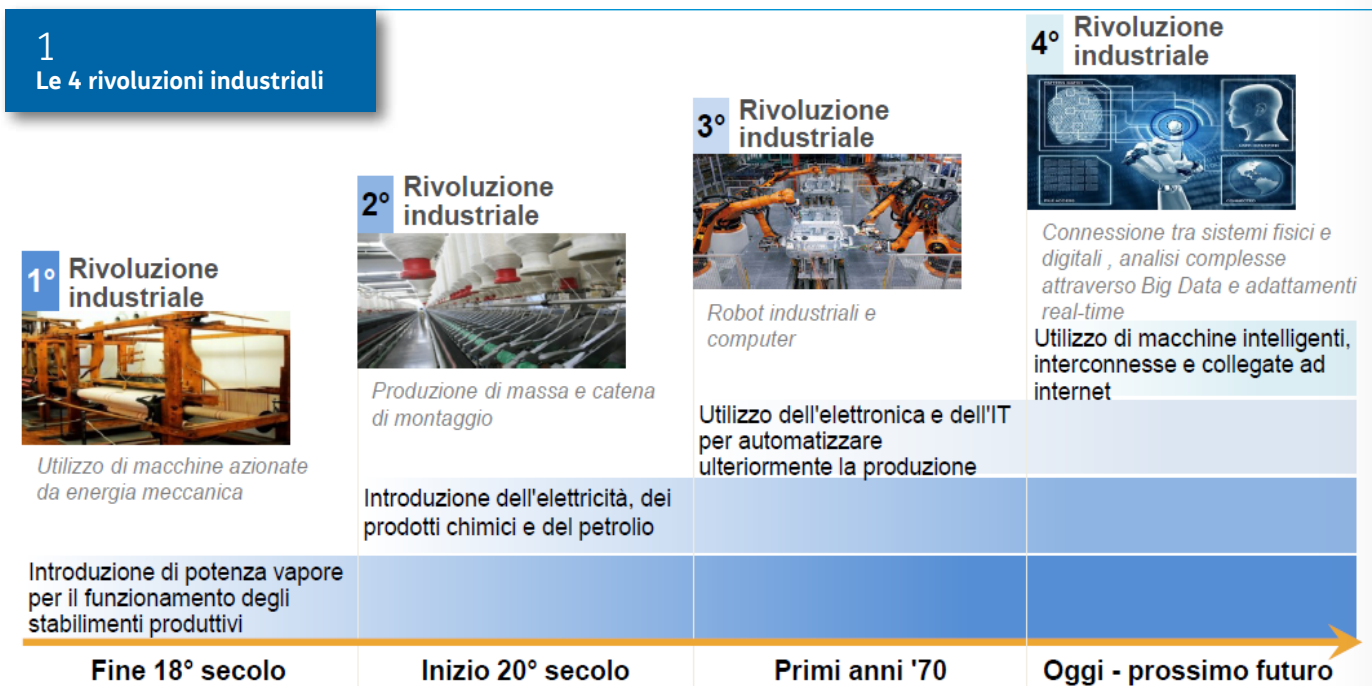 1
Le 4 rivoluzioni industriali
1°
Rivoluzione
industriale
Utilizzo di macchine azionate
da energia meccanica
Introduzione di potenza vapore
per il funzionamento degli
stabilimenti produttivi
Fine 18° secolo
2°
Rivoluzione
industriale
Produzione di massa e catena
di montaggio
Introduzione dell'elettricità, dei
prodotti chimici e del petrolio
Inizio 20° secolo
3°
Rivoluzione
industriale
Robot industriali e
computer
Utilizzo dell'elettronica e dell'IT
per automatizzare
ulteriormente la produzione
Primi anni '70
4°
Rivoluzione
industriale
Connessione tra sistemi fisici e
digitali , analisi complesse
attraverso Big Data e adattamenti
real-time
Utilizzo di macchine intelligenti,
interconnesse e collegate ad
internet
Oggi - prossimo futuro